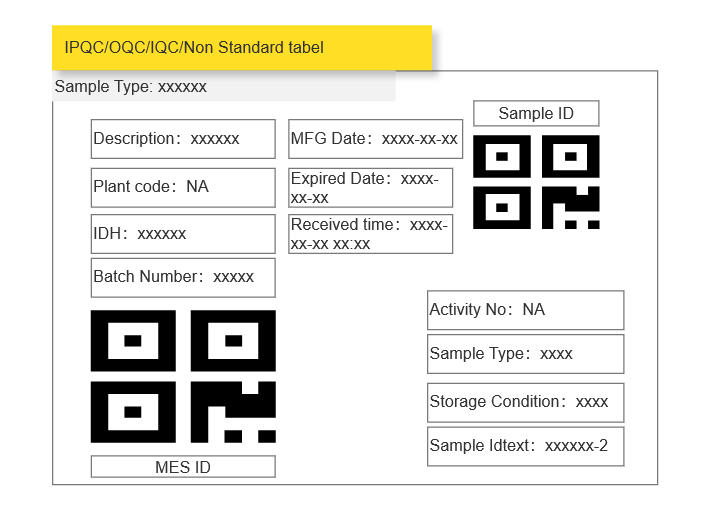 IPQC/OQC/IQC/Non Standard tabel
Sample Type: xxxxxx
Sample ID
Description：xxxxxx
MFG Date：xxxx-xx-xx
Plant code：NA
Expired Date：xxxx-
xx-xx
IDH：xxxxxx
Received time：xxxx-
xx-xx xx:xx
Batch Number：xxxxx
Activity No：NA
Sample Type：xxxx
Storage Condition：xxxx
Sample Idtext：xxxxxx-2
MES ID